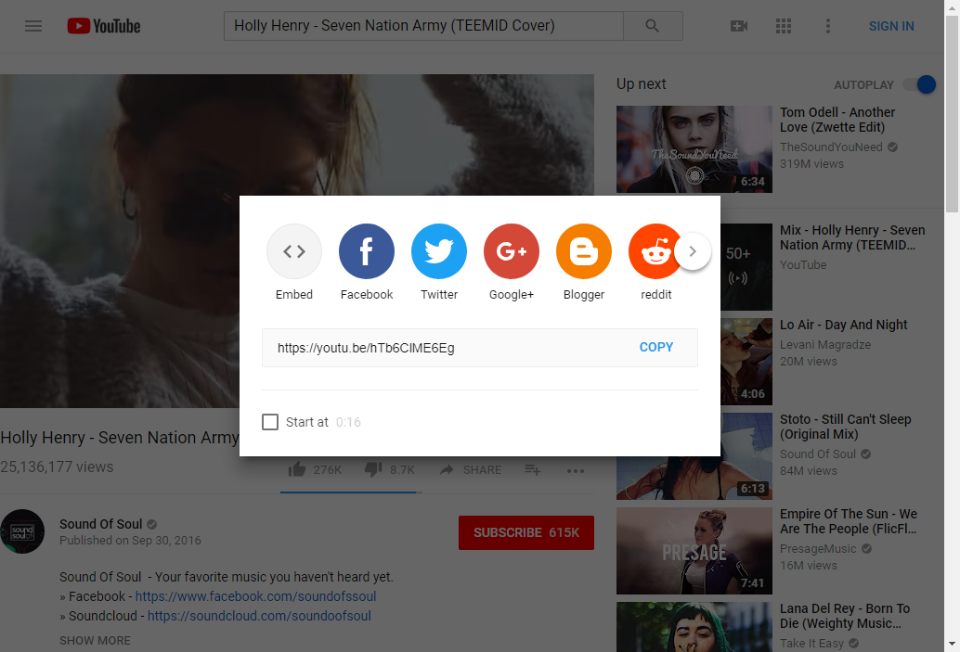 YouTube
Holly Henry - Seven Nation Army (TEEMID Cover)
SIGN IN
Up next
AUTOPLAY
TheSoundYouNeed
6:34
Tom Odell - Another
Love (Zwette Edit)
TheSoundYouNeed
319M views
50+
Mix - Holly Henry - Seven
Nation Army (TEEMID...
YouTube
4:06
Lo Air - Day And Night
Levani Magradze
20M views
6:13
Stoto - Still Can't Sleep
(Original Mix)
Sound Of Soul
84M views
PRESAGE
7:41
Empire Of The Sun - We
Are The People (FlicFl...
PresageMusic
16M views
Lana Del Rey - Born To
Die (Weighty Music...
Take It Easy
Embed
Facebook
Twitter
Google+
Blogger
reddit
https://youtu.be/hTb6CIME6Eg
COPY
Start at 0:16
Holly Henry - Seven Nation Army
25,136,177 views
276K
8.7K
SHARE
sound
soul
Sound Of Soul
Published on Sep 30, 2016
SUBSCRIBE 615K
Sound Of Soul - Your favorite music you haven't heard yet.
» Facebook - https://www.facebook.com/soundofssoul
» Soundcloud - https://soundcloud.com/soundoofsoul
SHOW MORE